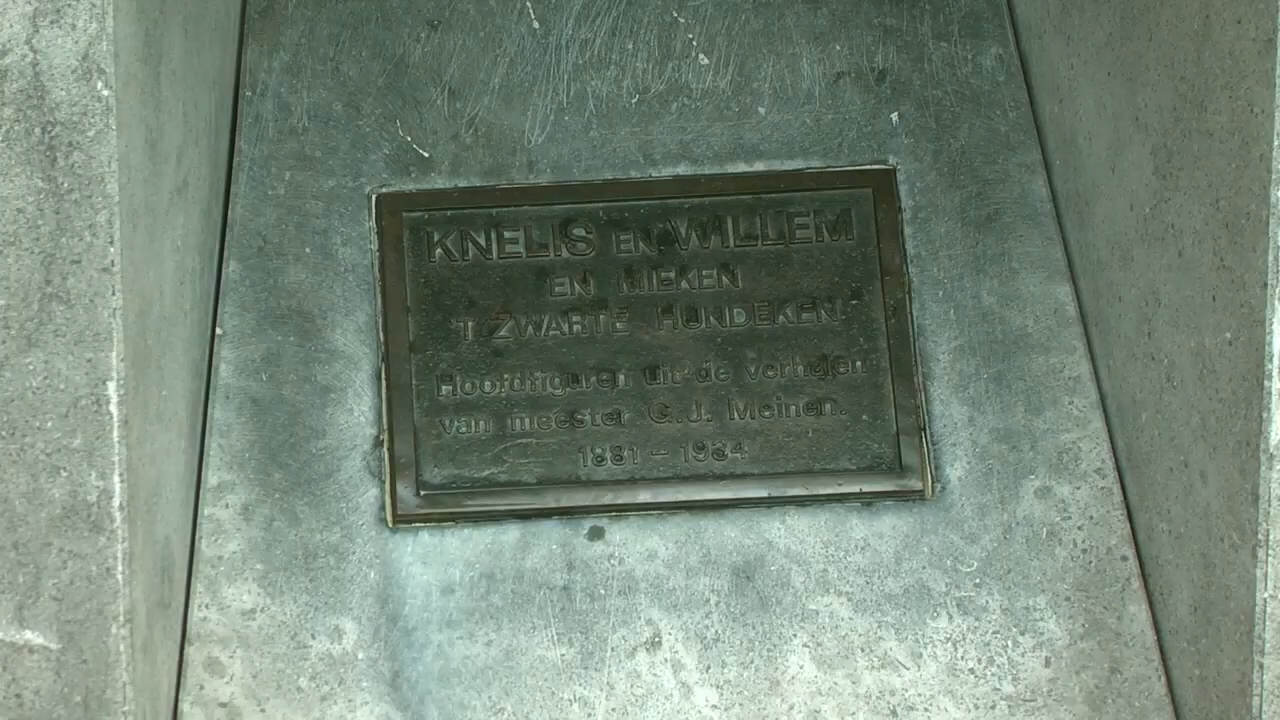 KNELIS EN WILLEM
EN MIEKEN
T ZWARTE HUNDEKEN
Hoofdfiguren uit de verhalen
van meester G.J. Meinen.
1881 - 1934